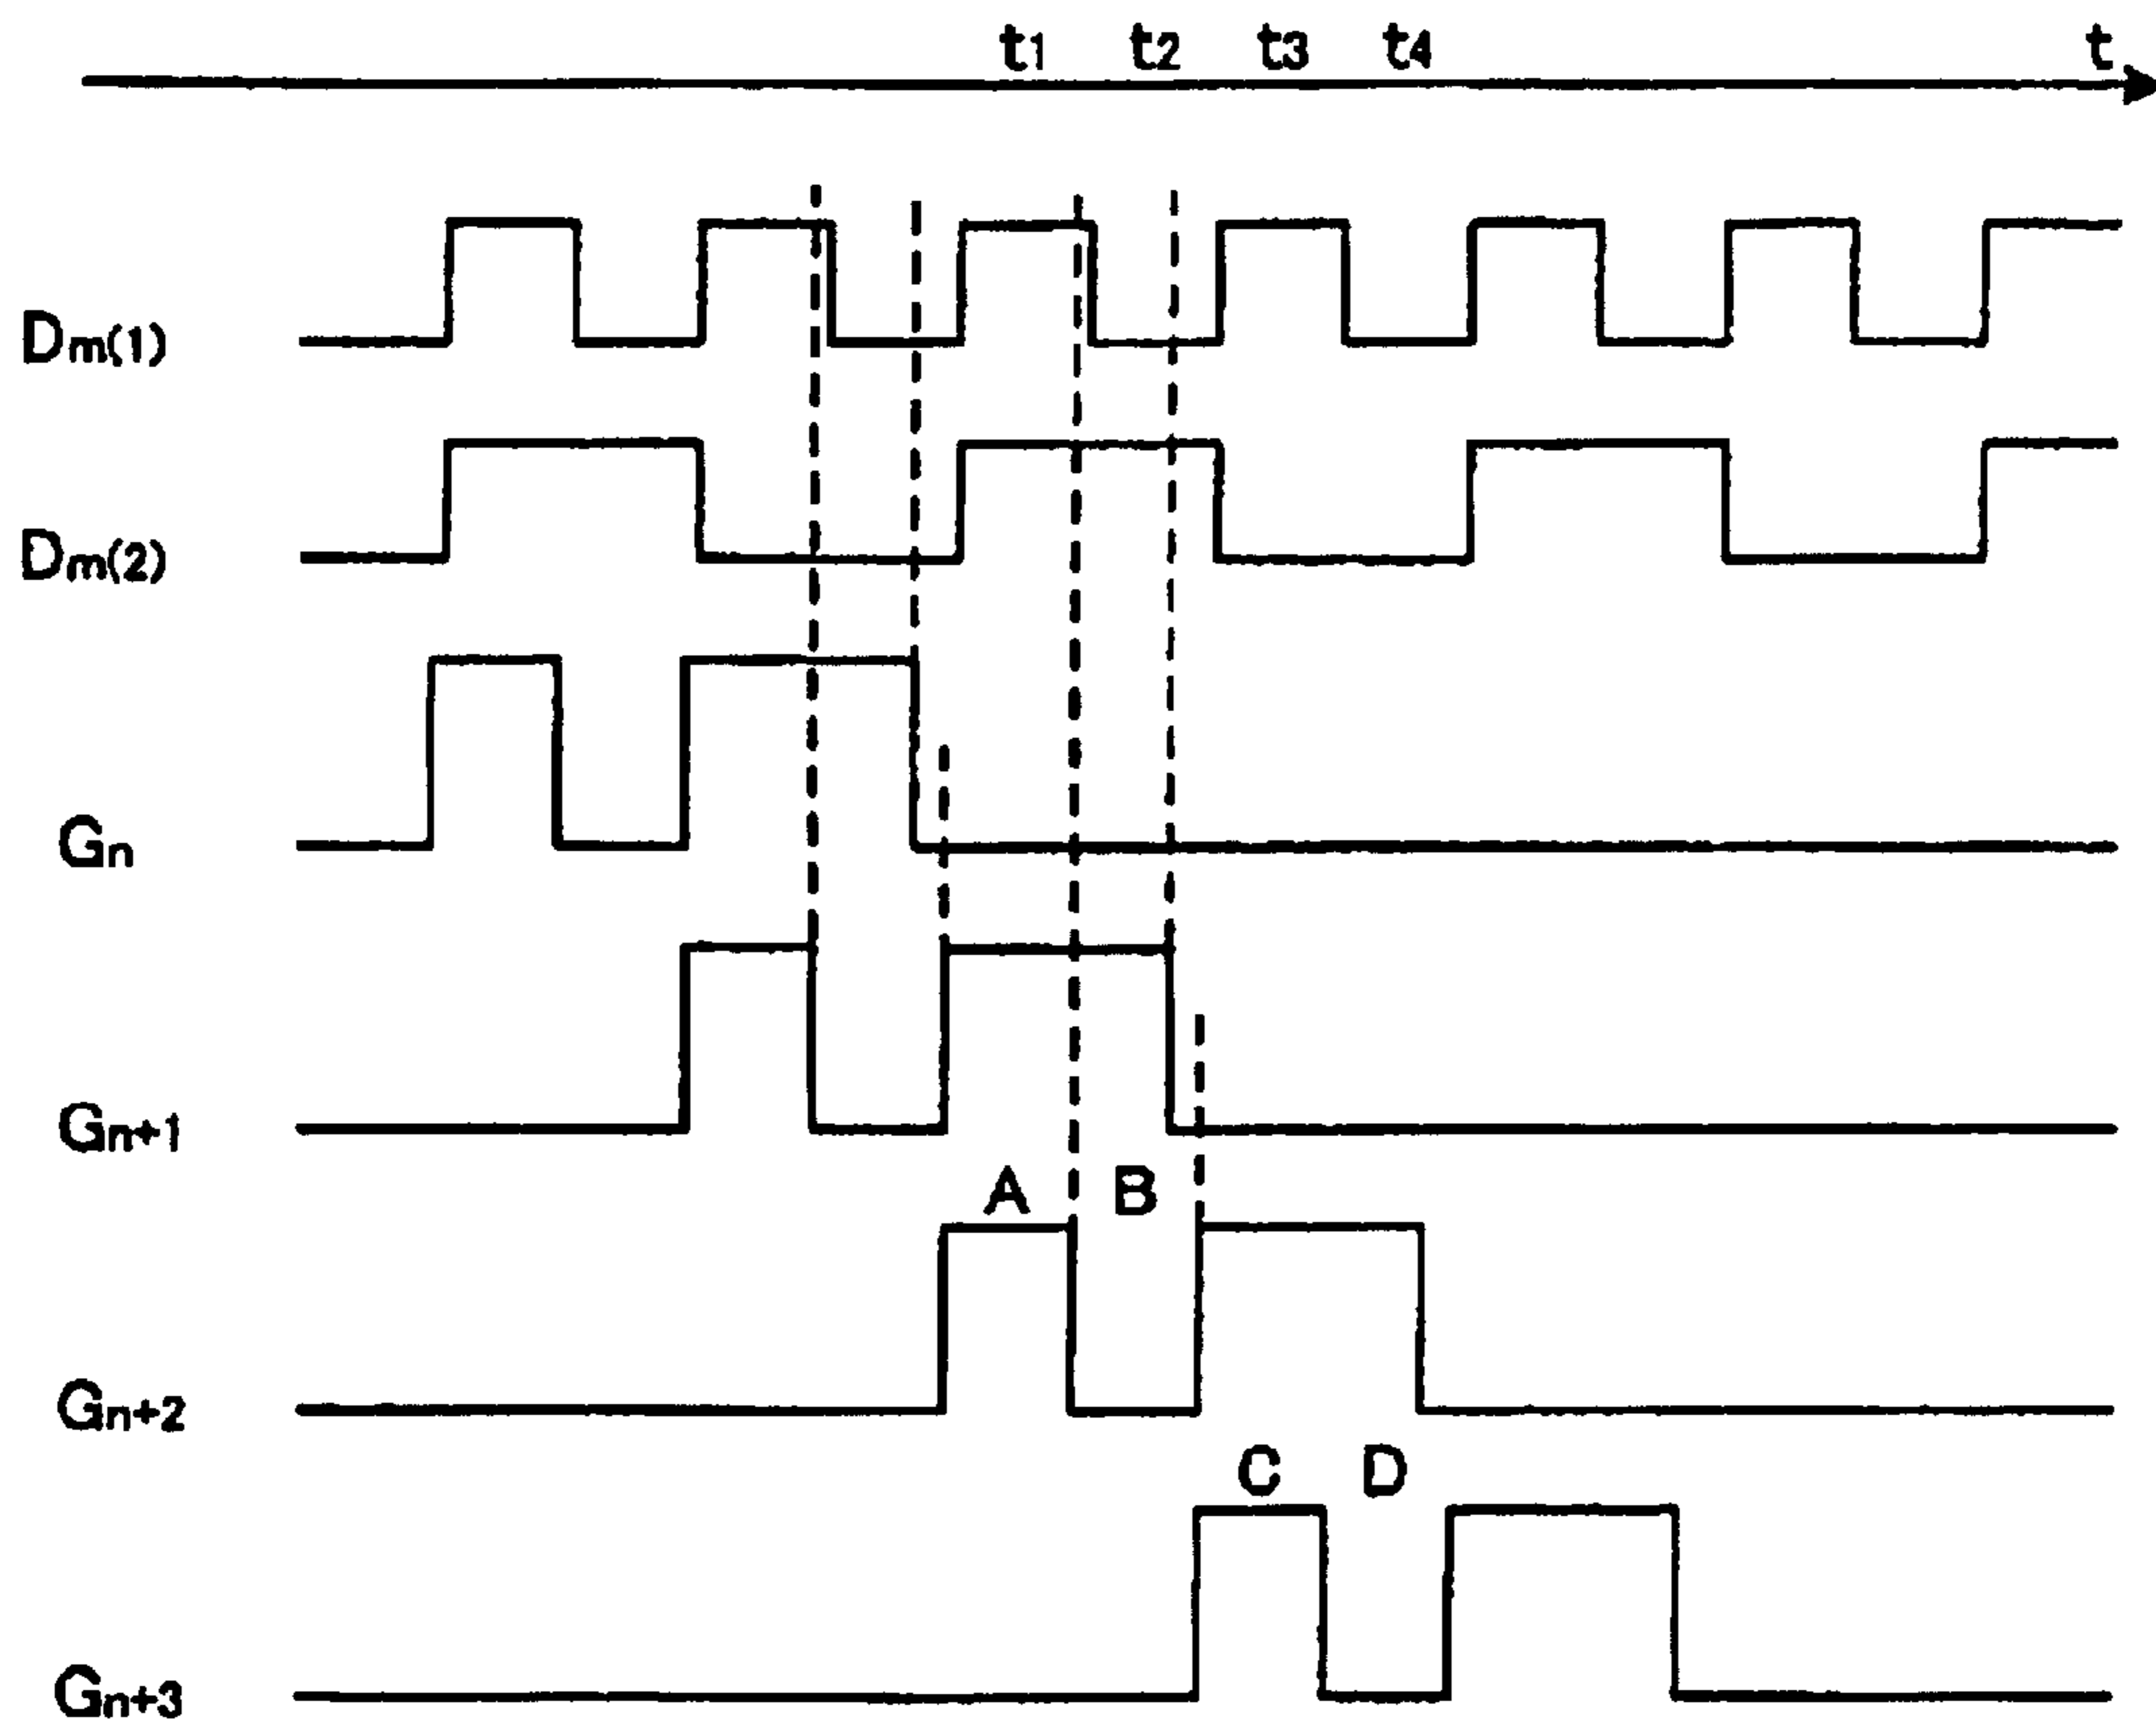 t1 t2 t3 t4 t
Dm(1)
Dm(2)
Gn
Gn+1
A B
Gn+2
C D
Gn+3